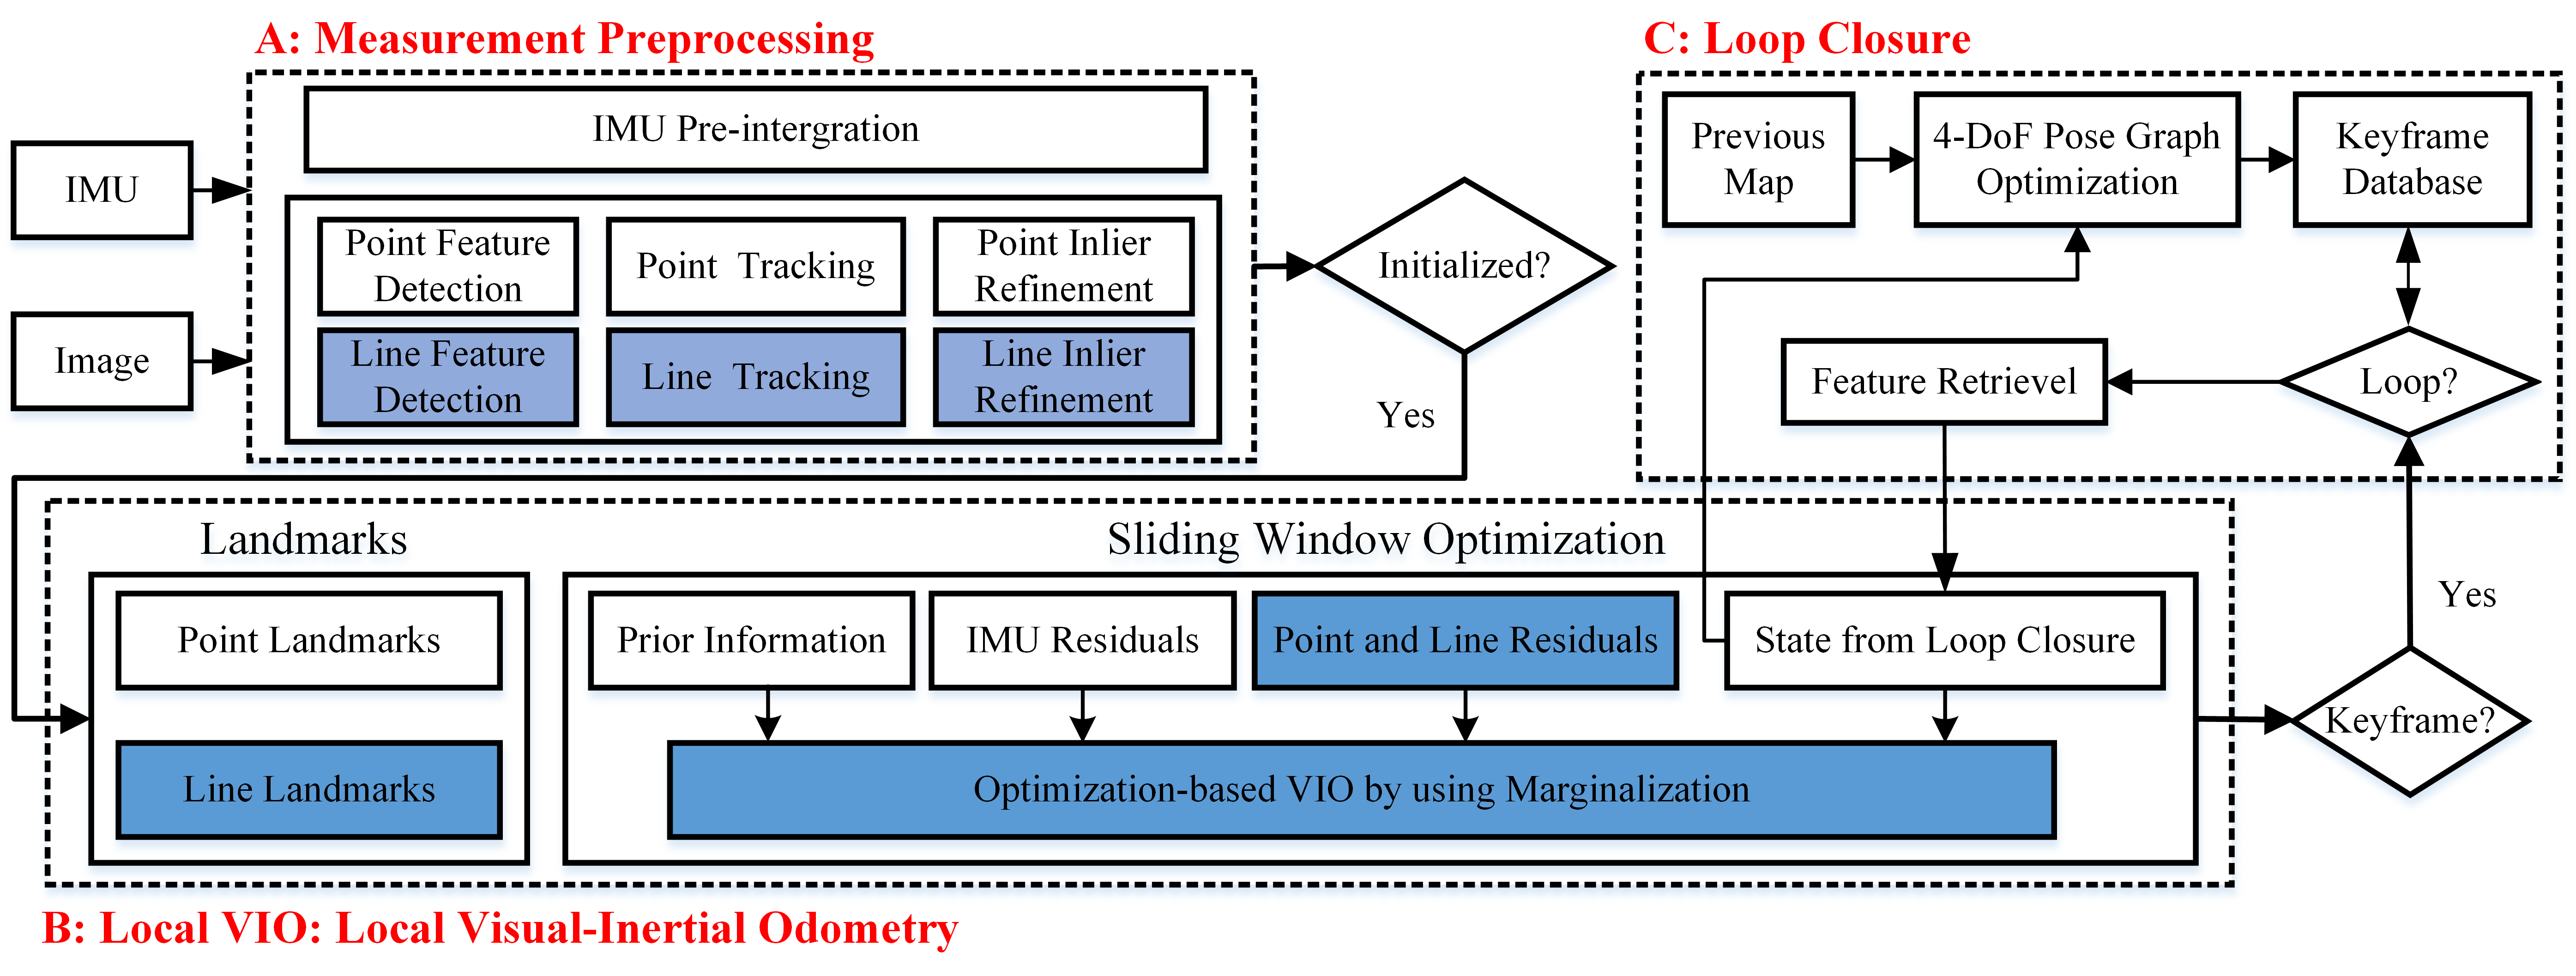 A: Measurement Preprocessing
IMU
Image
IMU Pre-intergration
Point Feature
Detection
Point Tracking
Point Inlier
Refinement
Line Feature
Detection
Line Tracking
Line Inlier
Refinement
Initialized?
Yes
C: Loop Closure
Previous
Map
4-DoF Pose Graph
Optimization
Keyframe
Database
Feature Retrievel
Loop?
Yes
Landmarks
Point Landmarks
Line Landmarks
Sliding Window Optimization
Prior Information
IMU Residuals
Point and Line Residuals
State from Loop Closure
Optimization-based VIO by using Marginalization
Keyframe?
B: Local VIO: Local Visual-Inertial Odometry